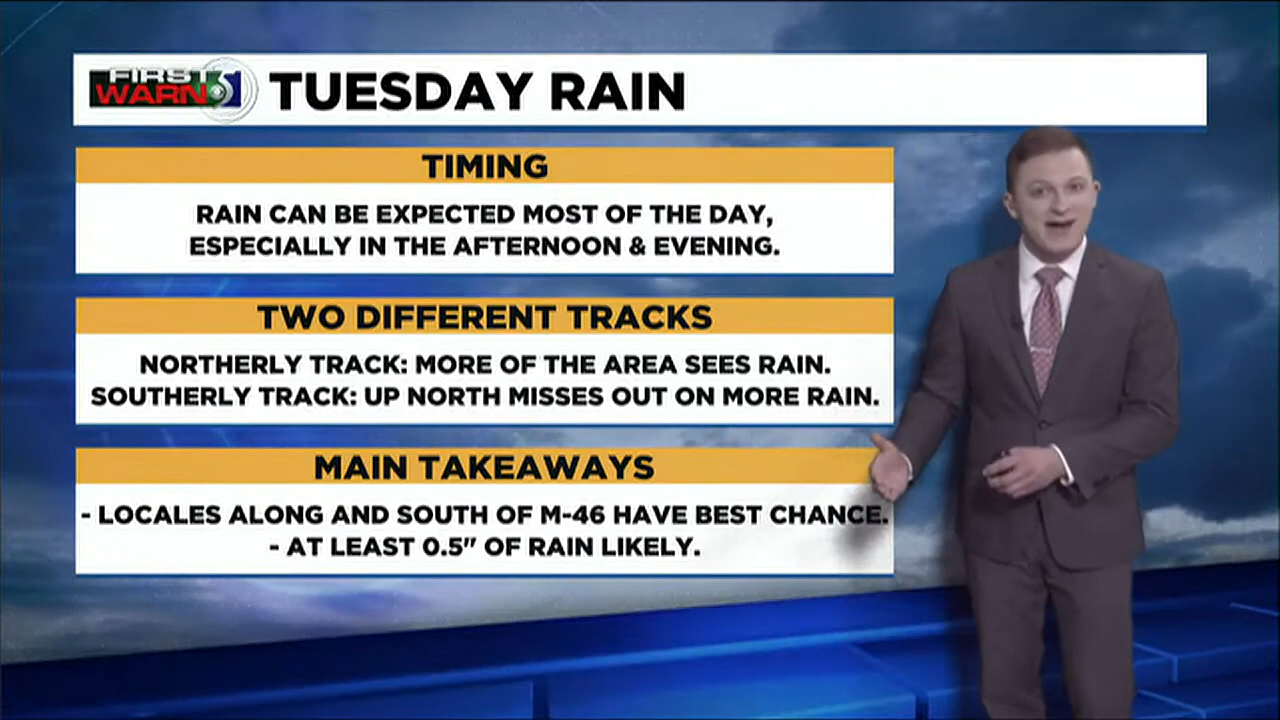 FIRST
WARN 5
TUESDAY RAIN
TIMING
RAIN CAN BE EXPECTED MOST OF THE DAY,
ESPECIALLY IN THE AFTERNOON & EVENING.
TWO DIFFERENT TRACKS
NORTHERLY TRACK: MORE OF THE AREA SEES RAIN.
SOUTHERLY TRACK: UP NORTH MISSES OUT ON MORE RAIN.
MAIN TAKEAWAYS
- LOCALES ALONG AND SOUTH OF M-46 HAVE BEST CHANCE.
- AT LEAST 0.5" OF RAIN LIKELY.